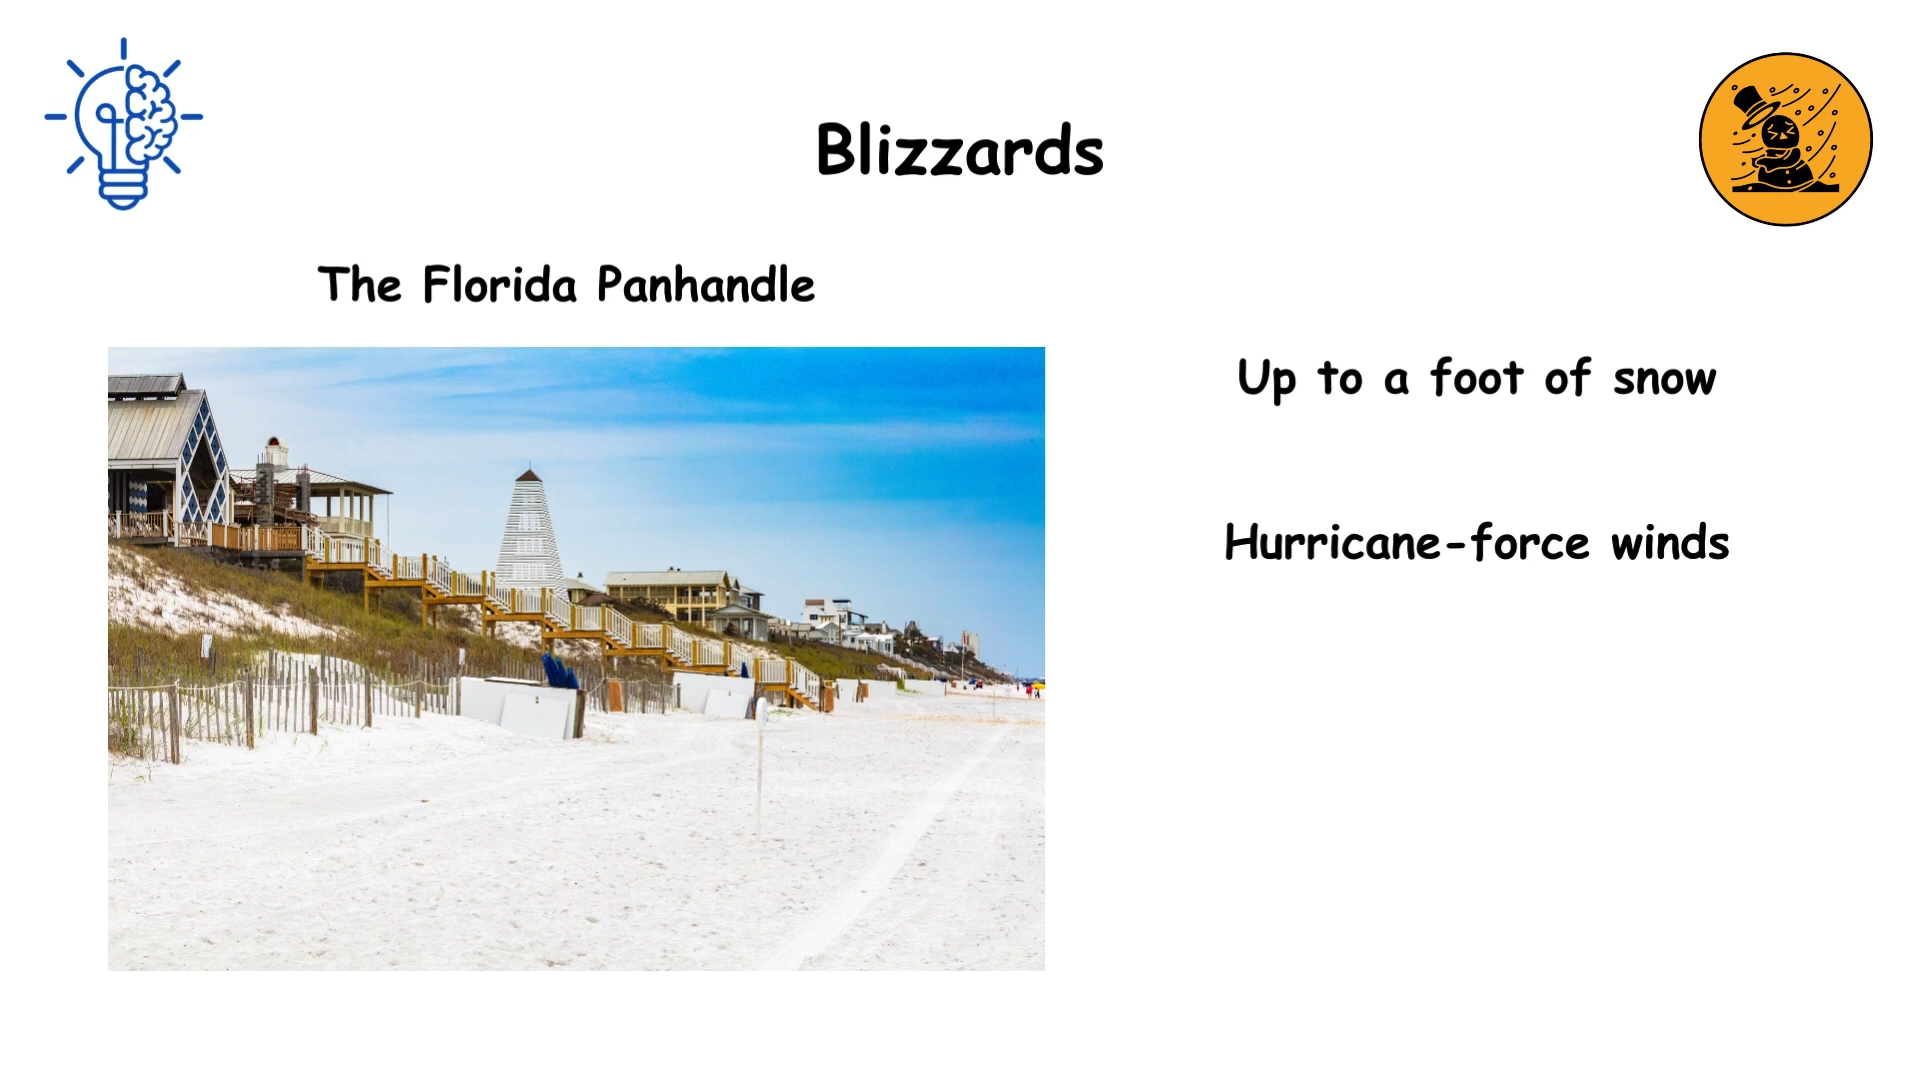 Blizzards
The Florida Panhandle
Up to a foot of snow
Hurricane-force winds